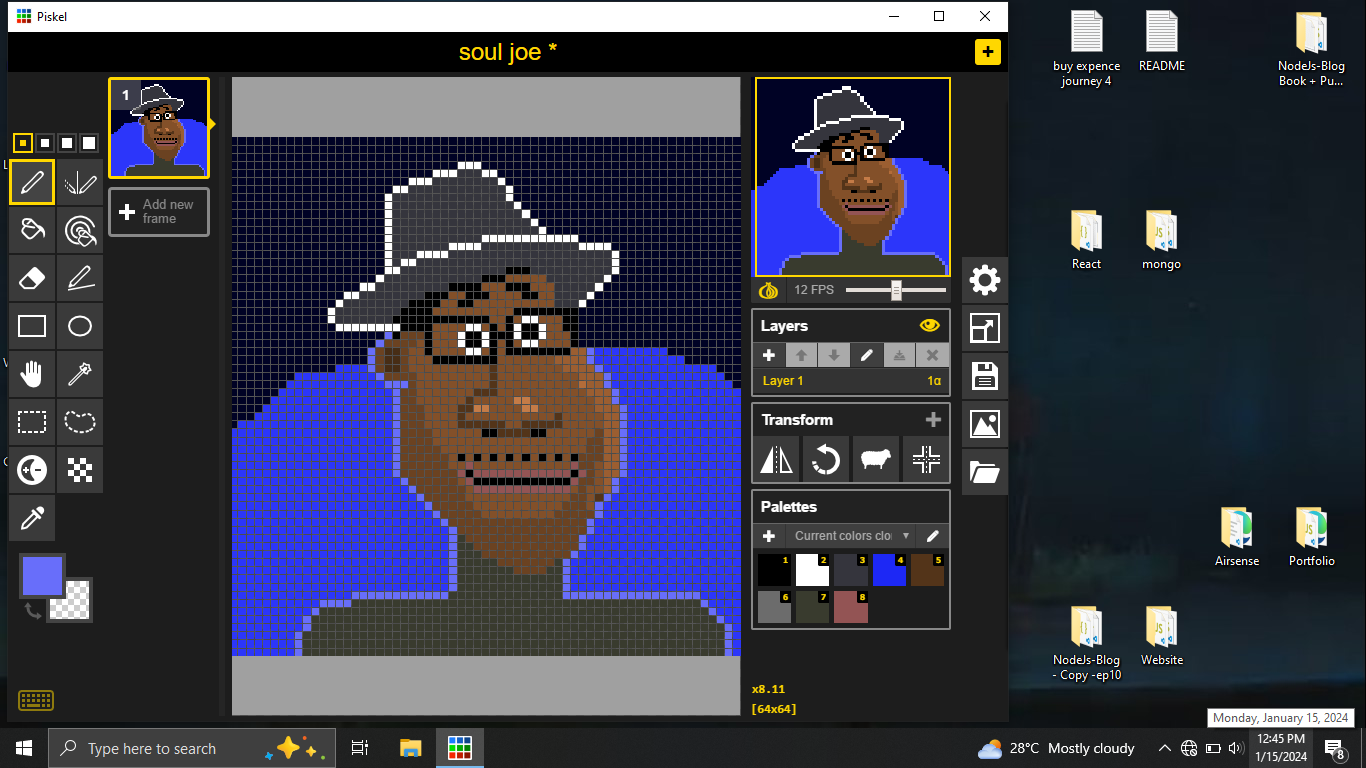 Piskel
soul joe *
1
Add new
frame
12 FPS
Layers
Layer 1
1α
Transform
Palettes
Current colors clo
1
2
3
4
5
6
7
8
x8.11
[64x64]
buy expence
journey 4
README
NodeJs-Blog
Book + Pu...
React
mongo
Airsense
Portfolio
NodeJs-Blog
- Copy -ep10
Website
Monday, January 15, 2024
Type here to search
28°C Mostly cloudy
12:45 PM
1/15/2024
8